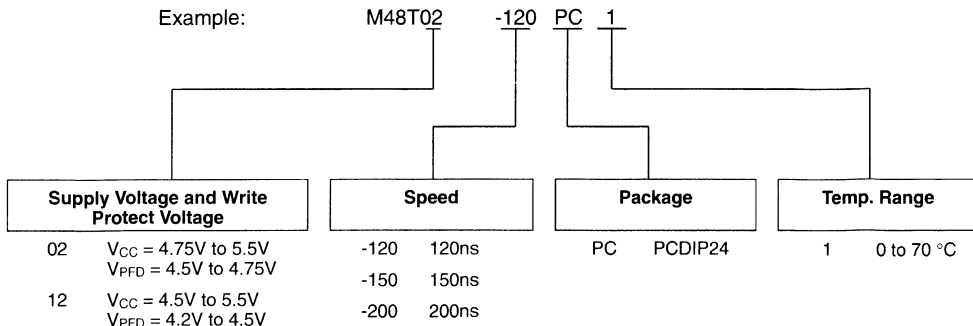 Example: M48T02 -120 PC 1
Supply Voltage and Write
Protect Voltage
02 VCC = 4.75V to 5.5V
VPFD = 4.5V to 4.75V
12 VCC = 4.5V to 5.5V
VPFD = 4.2V to 4.5V
Speed
-120 120ns
-150 150ns
-200 200ns
Package
PC PCDIP24
Temp. Range
1 0 to 70 °C